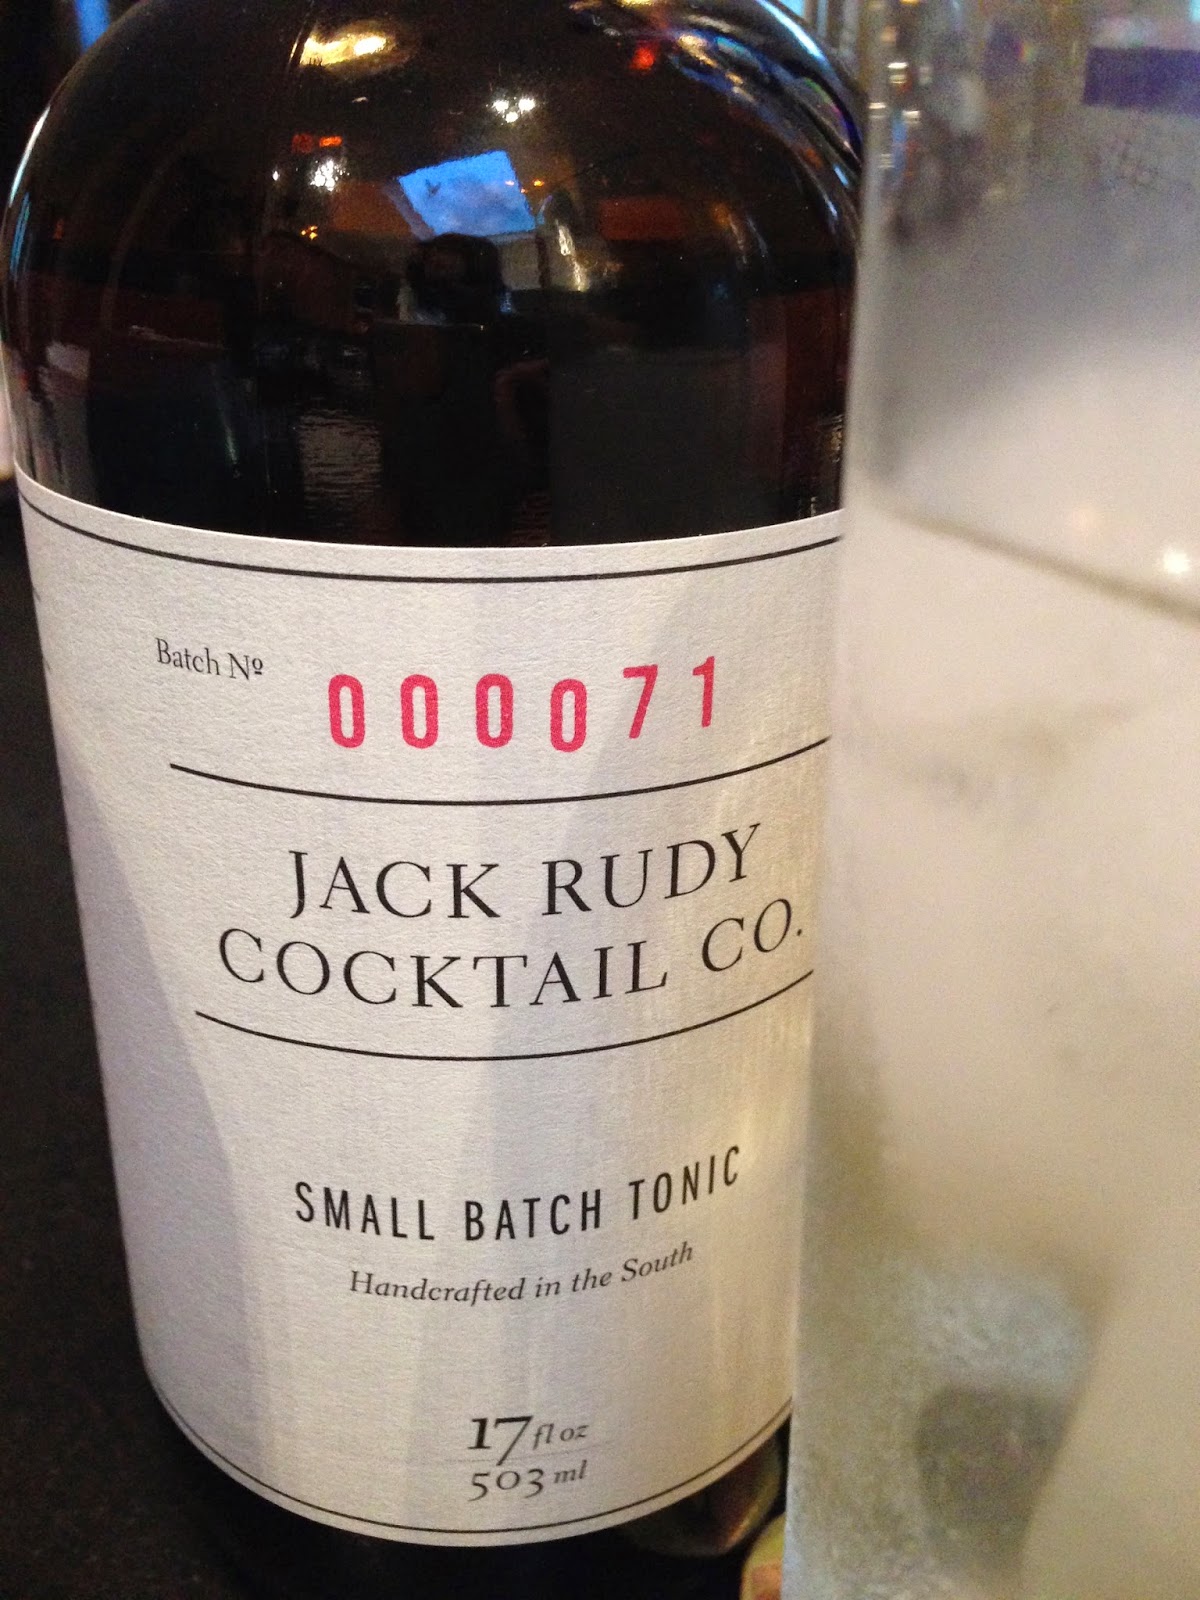 Batch Nº 000071
JACK RUDY
COCKTAIL CO.
SMALL BATCH TONIC
Handcrafted in the South
17 fl oz
503 ml